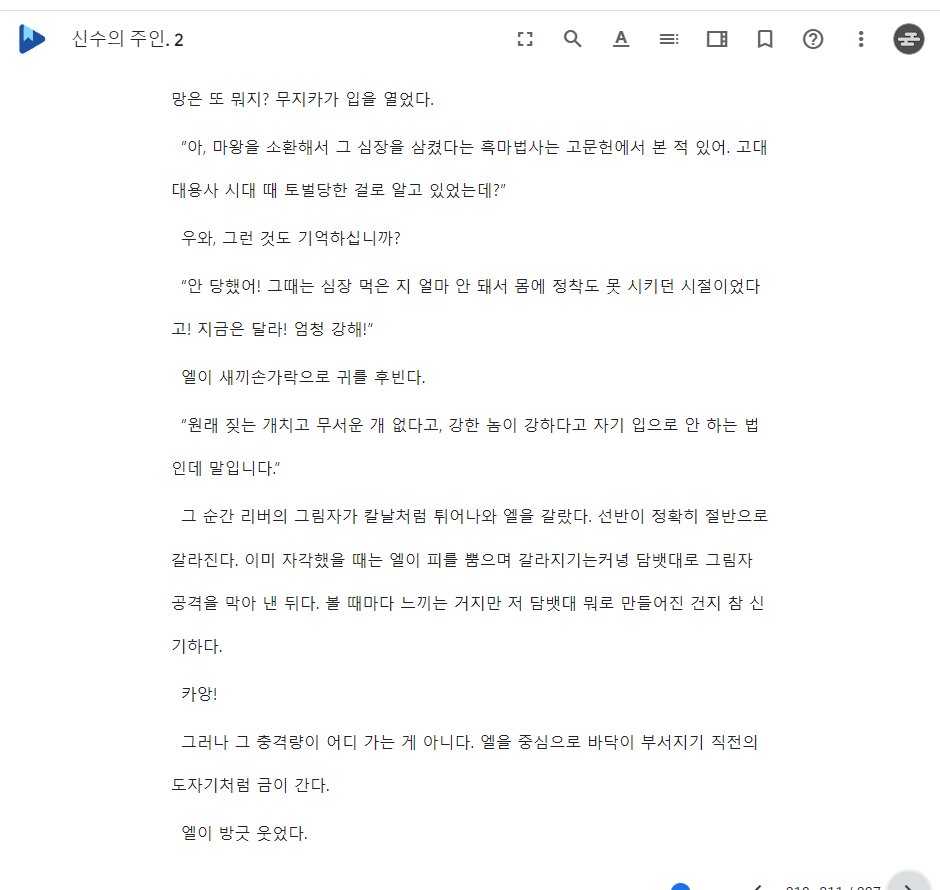 신수의 주인. 2
망은 또 뭐지? 무지카가 입을 열었다.
“아, 마왕을 소환해서 그 심장을 삼켰다는 흑마법사는 고문헌에서 본 적 있어. 고대
대용사 시대 때 토벌당한 걸로 알고 있었는데?”
우와, 그런 것도 기억하십니까?
“안 당했어! 그때는 심장 먹은 지 얼마 안 돼서 몸에 정착도 못 시키던 시절이었다
고! 지금은 달라! 엄청 강해!”
엘이 새끼손가락으로 귀를 후빈다.
“원래 짖는 개치고 무서운 개 없다고, 강한 놈이 강하다고 자기 입으로 안 하는 법
인데 말입니다.”
그 순간 리버의 그림자가 칼날처럼 튀어나와 엘을 갈랐다. 선반이 정확히 절반으로
갈라진다. 이미 자각했을 때는 엘이 피를 뿜으며 갈라지기는커녕 담뱃대로 그림자
공격을 막아 낸 뒤다. 볼 때마다 느끼는 거지만 저 담뱃대 뭐로 만들어진 건지 참 신
기하다.
카앙!
그러나 그 충격량이 어디 가는 게 아니다. 엘을 중심으로 바닥이 부서지기 직전의
도자기처럼 금이 간다.
엘이 방긋 웃었다.